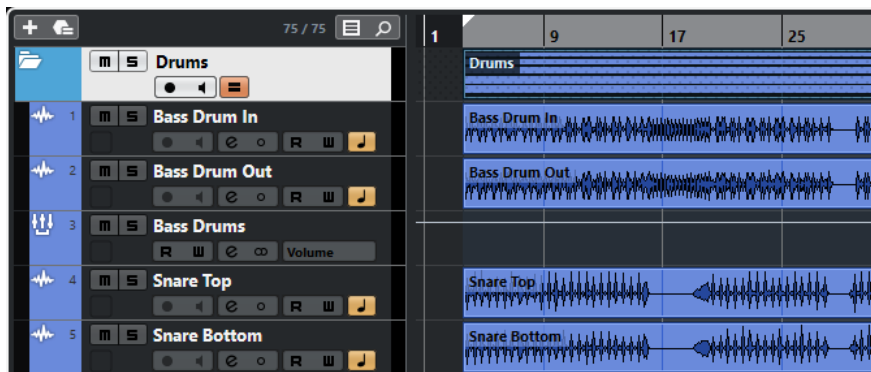 75 / 75
1 9 17 25
m S Drums
Drums
1 m S Bass Drum In
e R W
Bass Drum In
2 m S Bass Drum Out
e R W
Bass Drum Out
3 m S Bass Drums
R W e Volume
4 m S Snare Top
e R W
Snare Top
5 m S Snare Bottom
e R W
Snare Bottom